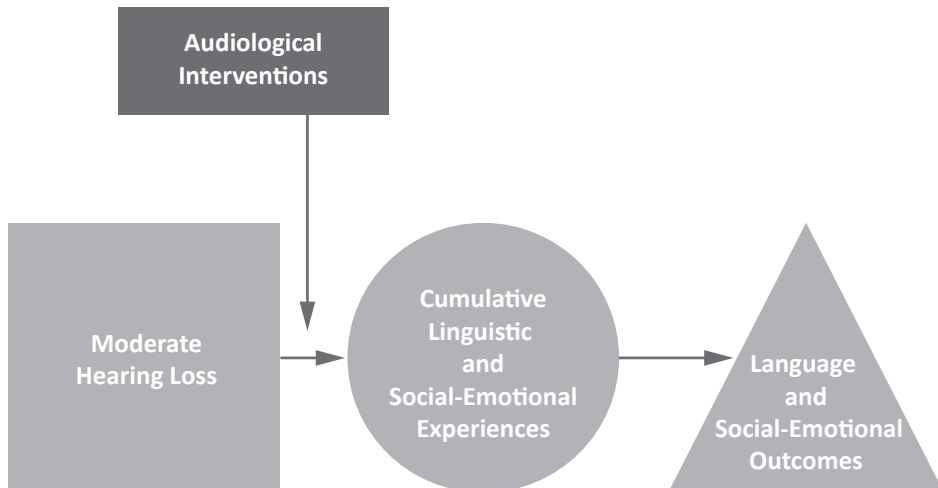 Audiological
Interventions
Moderate
Hearing Loss
Cumulative
Linguistic
and
Social-Emotional
Experiences
Language
and
Social-Emotional
Outcomes